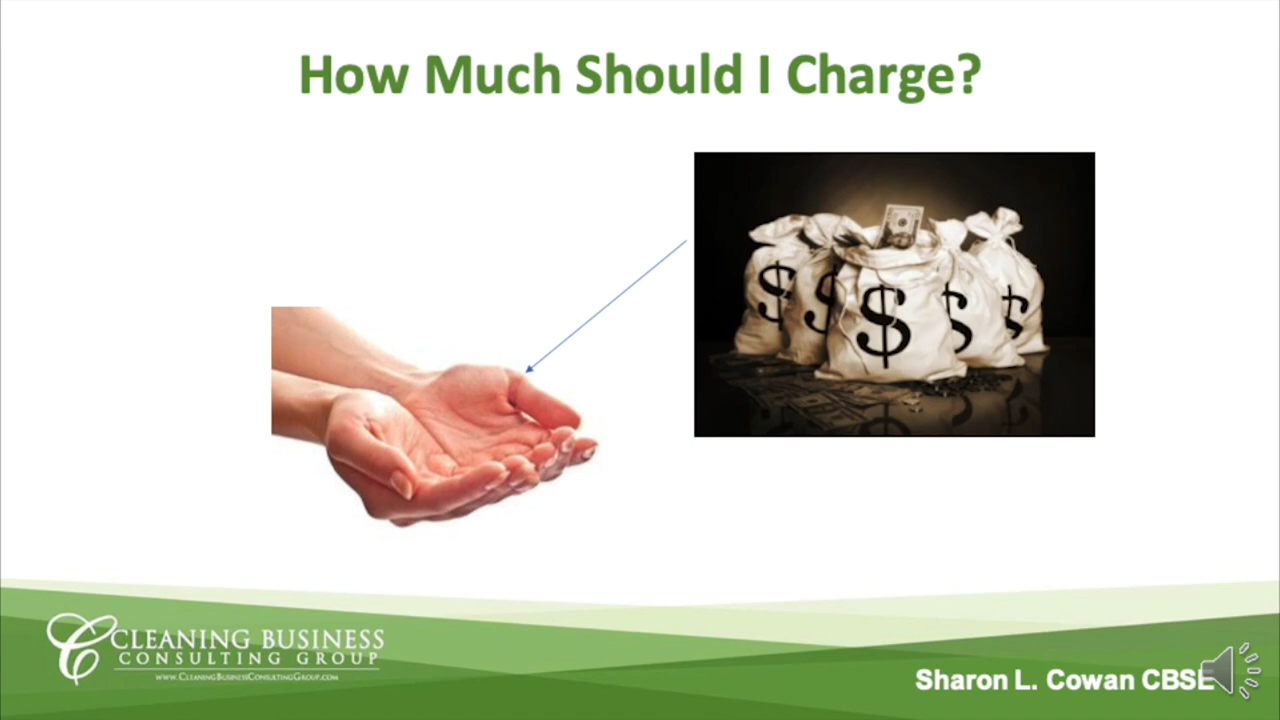 How Much Should I Charge?
$ $ $ $ $
CLEANING BUSINESS
CONSULTING GROUP
WWW.CLEANINGBUSINESSCONSULTINGGROUP.COM
Sharon L. Cowan CBSE